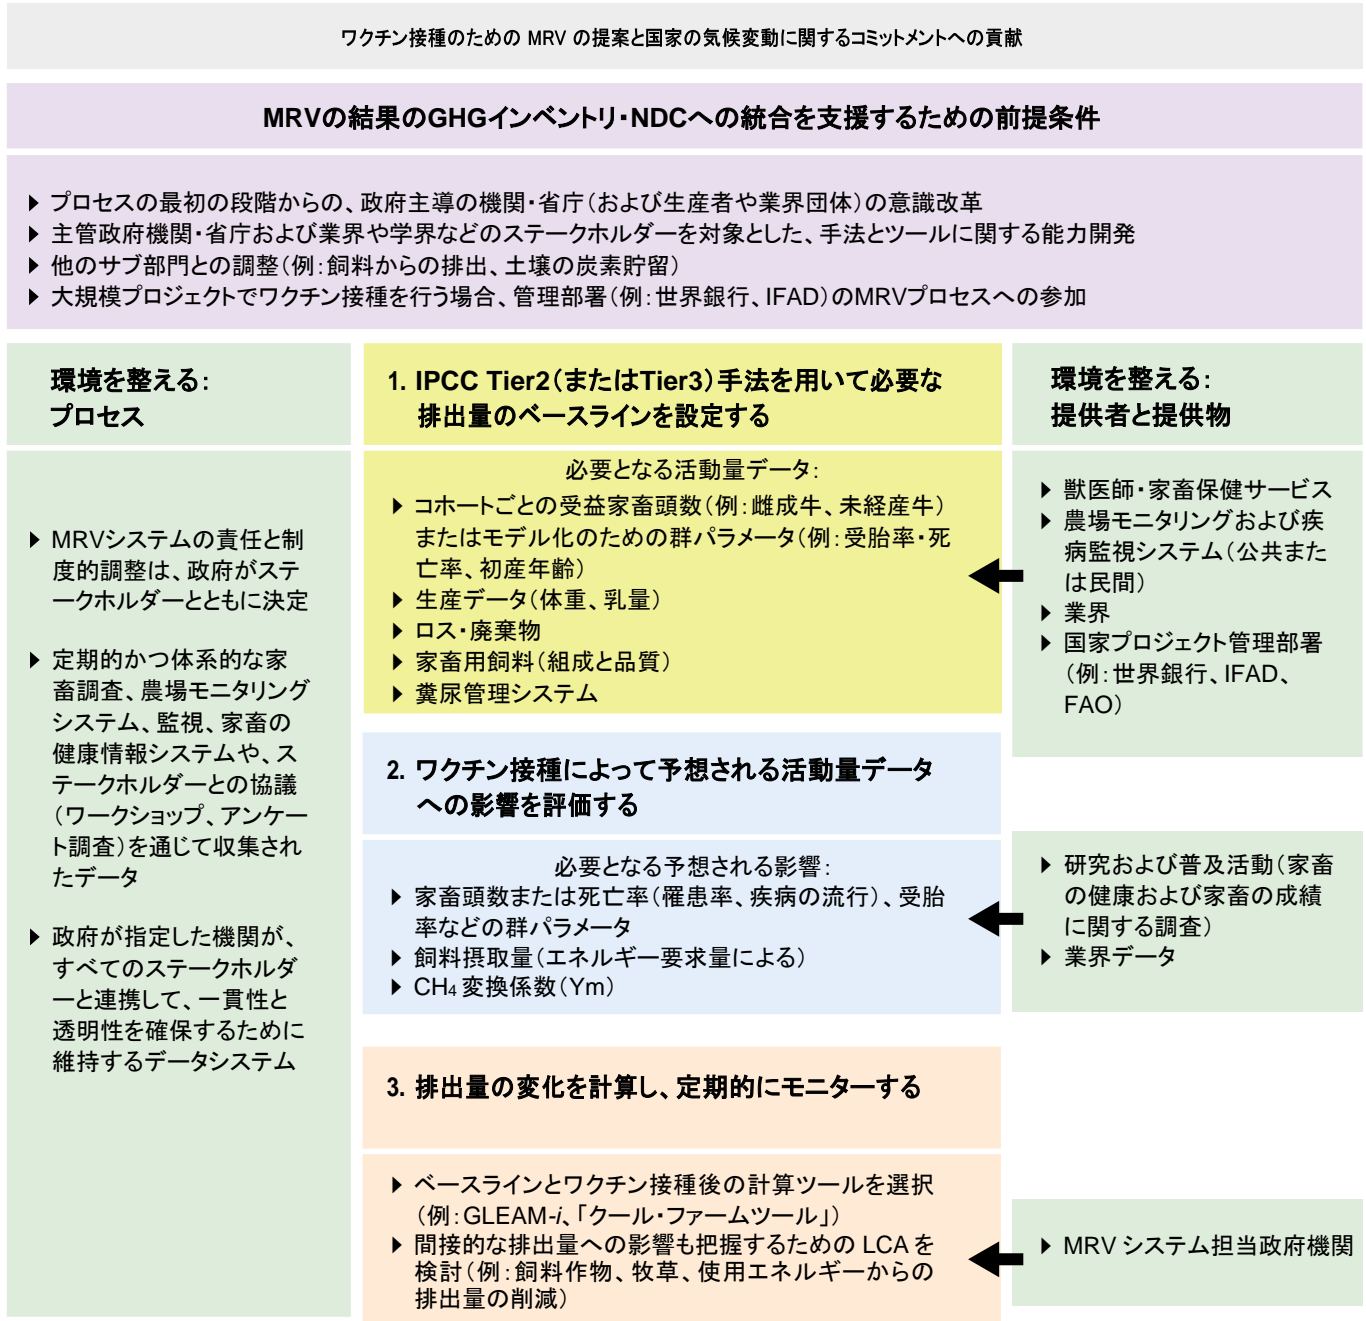 ワクチン接種のための MRV の提案と国家の気候変動に関するコミットメントへの貢献
MRVの結果のGHGインベントリ・NDCへの統合を支援するための前提条件
▶ プロセスの最初の段階からの、政府主導の機関・省庁（および生産者や業界団体）の意識改革
▶ 主管政府機関・省庁および業界や学界などのステークホルダーを対象とした、手法とツールに関する能力開発
▶ 他のサブ部門との調整（例：飼料からの排出、土壌の炭素貯留）
▶ 大規模プロジェクトでワクチン接種を行う場合、管理部署（例：世界銀行、IFAD）のMRVプロセスへの参加
環境を整える：
プロセス
▶ MRVシステムの責任と制
度的調整は、政府がステ
ークホルダーとともに決定
▶ 定期的かつ体系的な家
畜調査、農場モニタリング
システム、監視、家畜の
健康情報システムや、ス
テークホルダーとの協議
（ワークショップ、アンケー
ト調査）を通じて収集され
たデータ
▶ 政府が指定した機関が、
すべてのステークホルダ
ーと連携して、一貫性と
透明性を確保するために
維持するデータシステム
1. IPCC Tier2（またはTier3）手法を用いて必要な
排出量のベースラインを設定する
必要となる活動量データ：
▶ コホートごとの受益家畜頭数（例：雌成牛、未経産牛）
またはモデル化のための群パラメータ（例：受胎率・死
亡率、初産年齢）
▶ 生産データ（体重、乳量）
▶ ロス・廃棄物
▶ 家畜用飼料（組成と品質）
▶ 糞尿管理システム
2. ワクチン接種によって予想される活動量データ
への影響を評価する
必要となる予想される影響：
▶ 家畜頭数または死亡率（罹患率、疾病の流行）、受胎
率などの群パラメータ
▶ 飼料摂取量（エネルギー要求量による）
▶ CH₄ 変換係数（Ym）
3. 排出量の変化を計算し、定期的にモニターする
▶ ベースラインとワクチン接種後の計算ツールを選択
（例：GLEAM-i、「クール・ファームツール」）
▶ 間接的な排出量への影響も把握するための LCA を
検討（例：飼料作物、牧草、使用エネルギーからの
排出量の削減）
環境を整える：
提供者と提供物
▶ 獣医師・家畜保健サービス
▶ 農場モニタリングおよび疾
病監視システム（公共また
は民間）
▶ 業界
▶ 国家プロジェクト管理部署
（例：世界銀行、IFAD、
FAO）
▶ 研究および普及活動（家畜
の健康および家畜の成績
に関する調査）
▶ 業界データ
▶ MRV システム担当政府機関